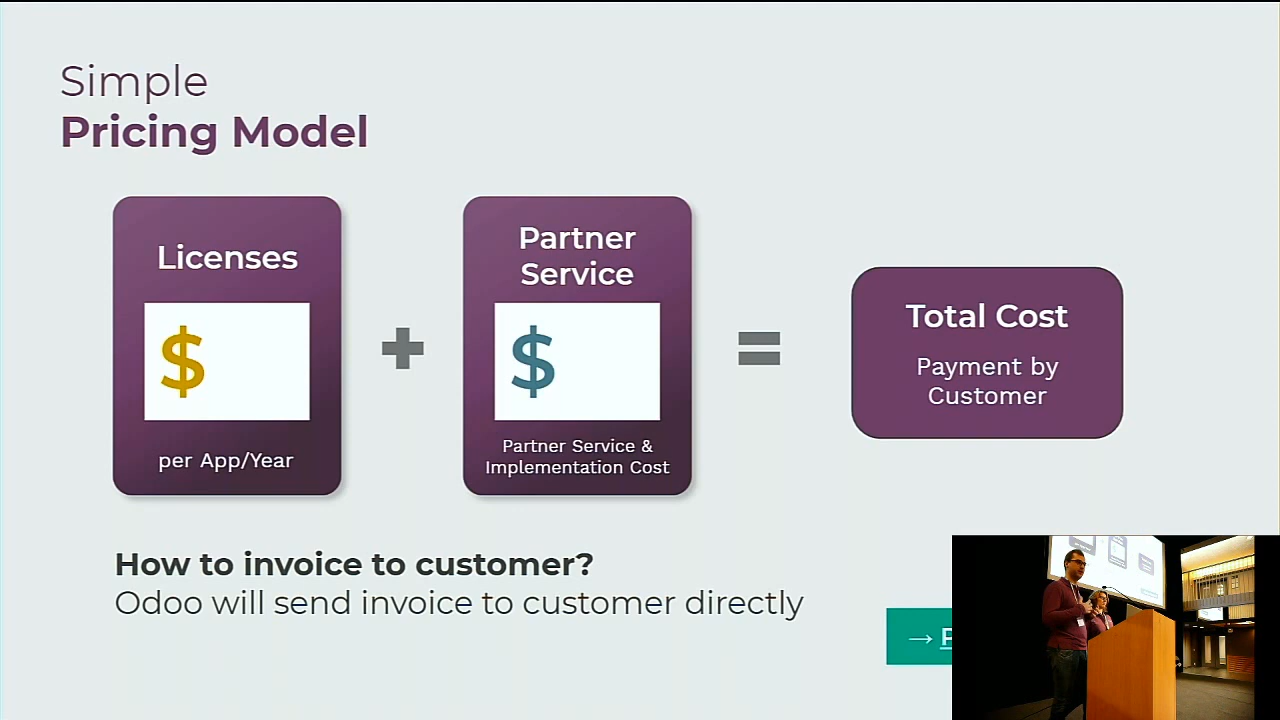 Simple
Pricing Model
Licenses
$
per App/Year
+
Partner
Service
$
Partner Service &
Implementation Cost
=
Total Cost
Payment by
Customer
How to invoice to customer?
Odoo will send invoice to customer directly
→